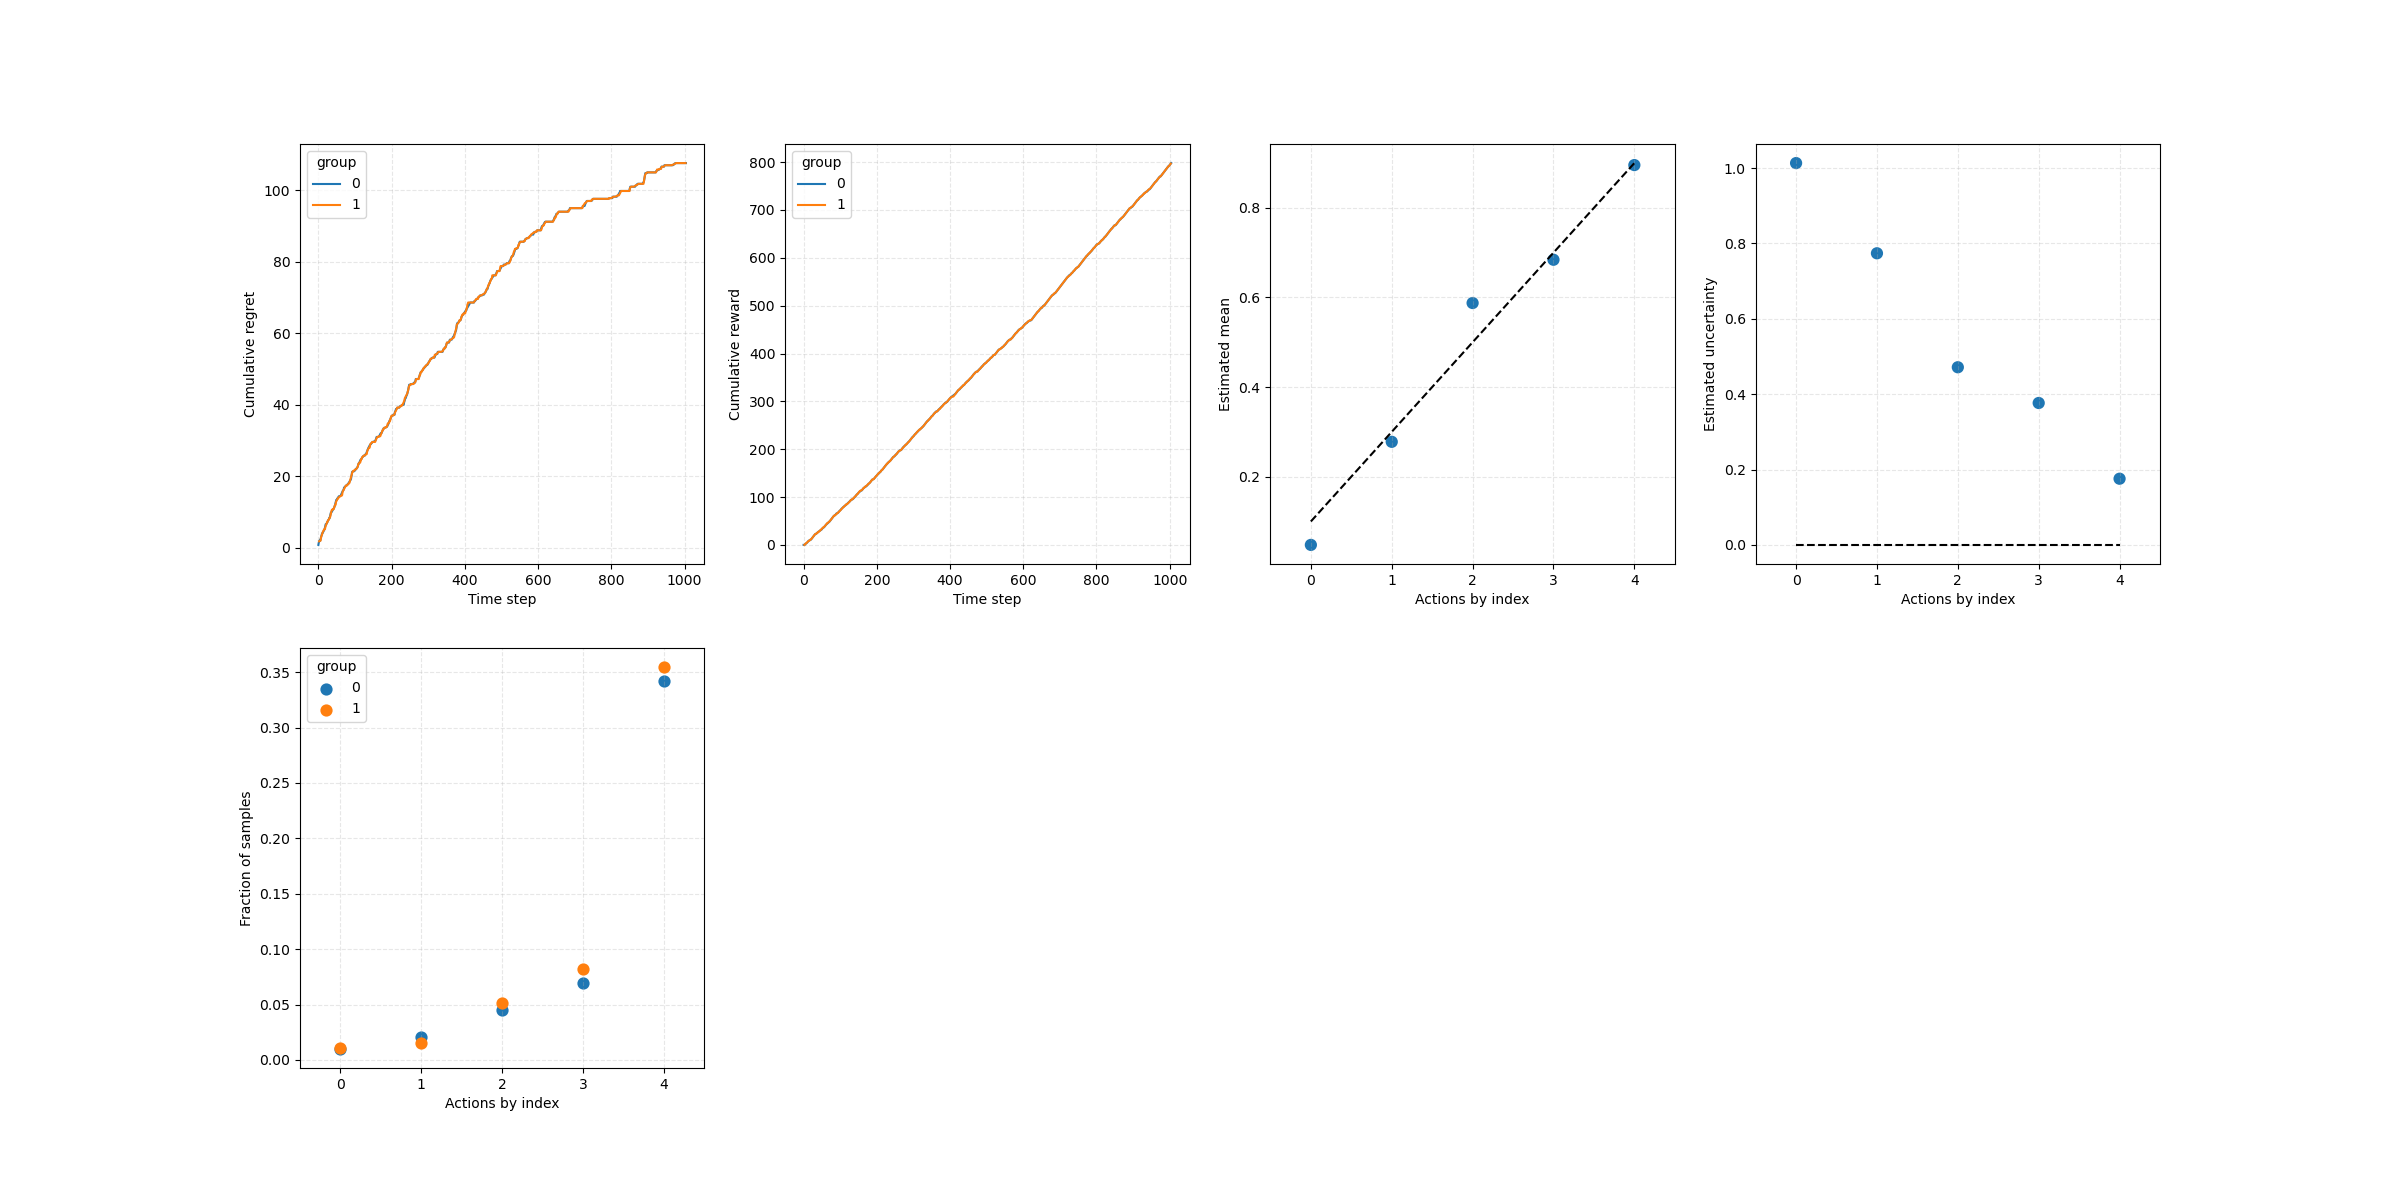 group
0
1
100
80
60
40
20
0
Cumulative regret
0 200 400 600 800 1000
Time step
group
0
1
800
700
600
500
400
300
200
100
0
Cumulative reward
0 200 400 600 800 1000
Time step
0.8
0.6
0.4
0.2
Estimated mean
0 1 2 3 4
Actions by index
1.0
0.8
0.6
0.4
0.2
0.0
Estimated uncertainty
0 1 2 3 4
Actions by index
group
0
1
0.35
0.30
0.25
0.20
0.15
0.10
0.05
0.00
Fraction of samples
0 1 2 3 4
Actions by index